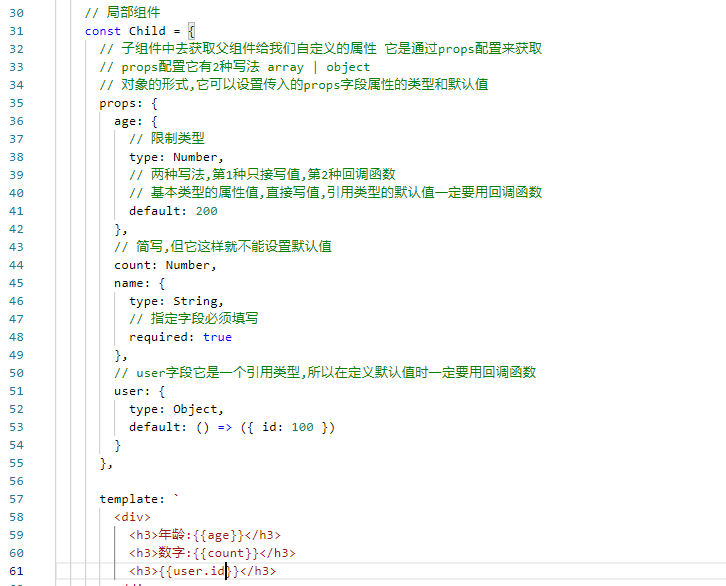 30 // 局部组件
31 const Child = {
32 // 子组件中去获取父组件给我们自定义的属性 它是通过props配置来获取
33 // props配置它有2种写法 array | object
34 // 对象的形式,它可以设置传入的props字段属性的类型和默认值
35 props: {
36 age: {
37 // 限制类型
38 type: Number,
39 // 两种写法,第1种只接写值,第2种回调函数
40 // 基本类型的属性值,直接写值,引用类型的默认值一定要用回调函数
41 default: 200
42 },
43 // 简写,但它这样就不能设置默认值
44 count: Number,
45 name: {
46 type: String,
47 // 指定字段必须填写
48 required: true
49 },
50 // user字段它是一个引用类型,所以在定义默认值时一定要用回调函数
51 user: {
52 type: Object,
53 default: () => ({ id: 100 })
54 }
55 },
56
57 template: `
58 <div>
59 <h3>年龄:{{age}}</h3>
60 <h3>数字:{{count}}</h3>
61 <h3>{{user.id}}</h3>